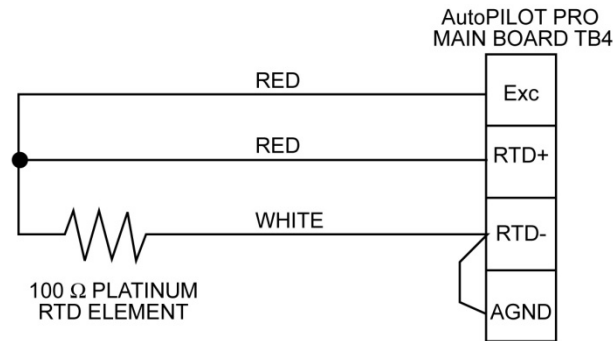 AutoPILOT PRO
MAIN BOARD TB4
RED
Exc
RED
RTD+
WHITE
RTD-
100 Ω PLATINUM
RTD ELEMENT
AGND